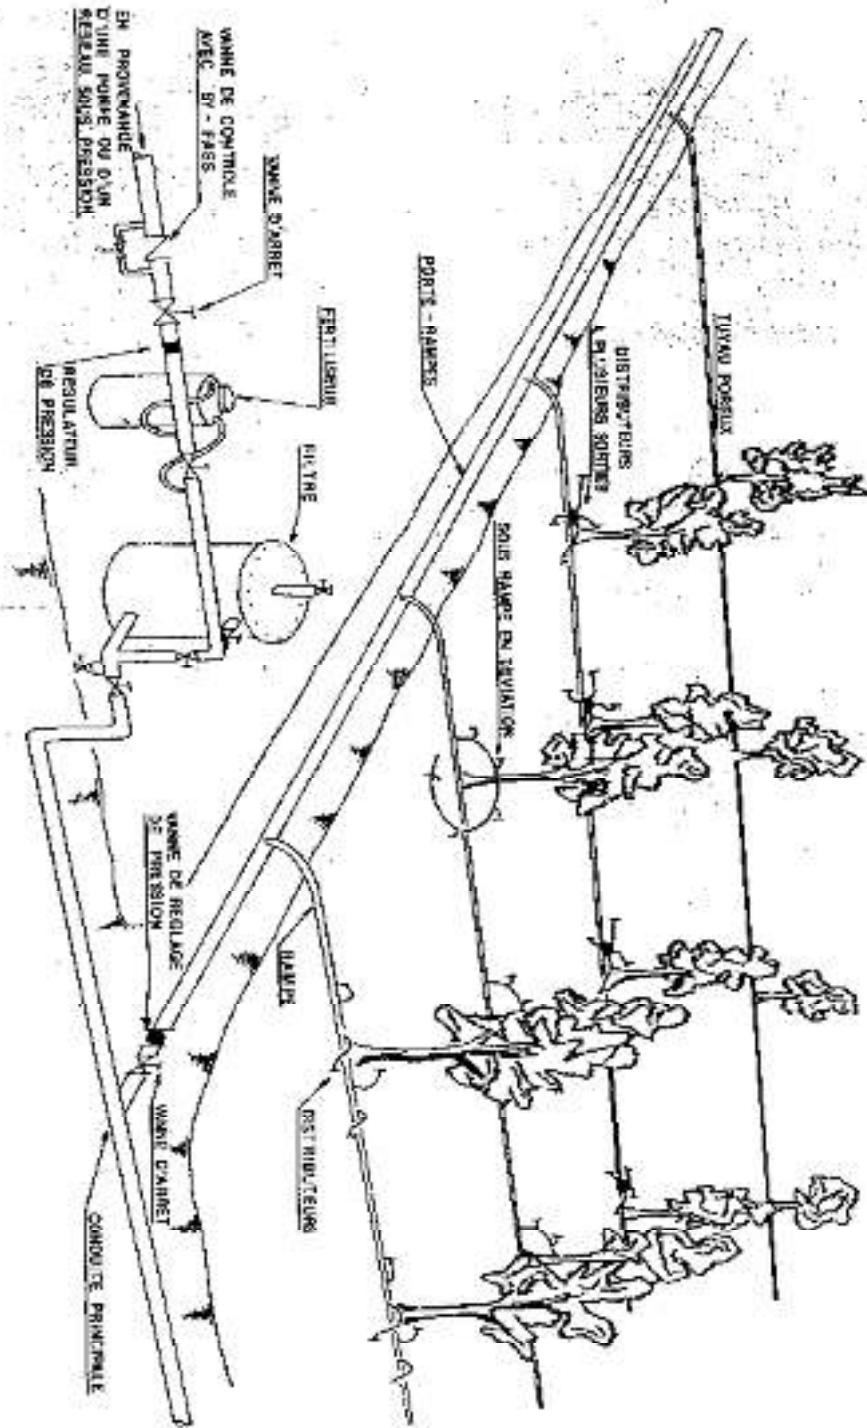 EN PROVENANCE
D'UNE POMPE OU D'UN
RESEAU SOUS PRESSION
VANNE DE CONTROLE
AVEC BY - PASS
VANNE D'ARRET
REGULATEUR
DE PRESSION
FERTILISEUR
FILTRE
PORTE - RAMPES
TUYAU POREUX
DISTRIBUTEURS
A PLUSIEURS SORTIES
SOUS RAMPE EN DEVIATION
VANNE DE REGLAGE
DE PRESSION
RAMPE
DISTRIBUTEURS
VANNE D'ARRET
CONDUITE PRINCIPALE